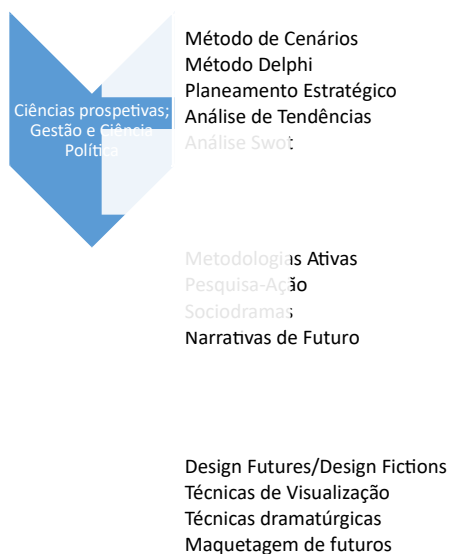 Ciências prospetivas;
Gestão e Ciência
Política
Método de Cenários
Método Delphi
Planeamento Estratégico
Análise de Tendências
Análise Swot
Metodologias Ativas
Pesquisa-Ação
Sociodramas
Narrativas de Futuro
Design Futures/Design Fictions
Técnicas de Visualização
Técnicas dramatúrgicas
Maquetagem de futuros